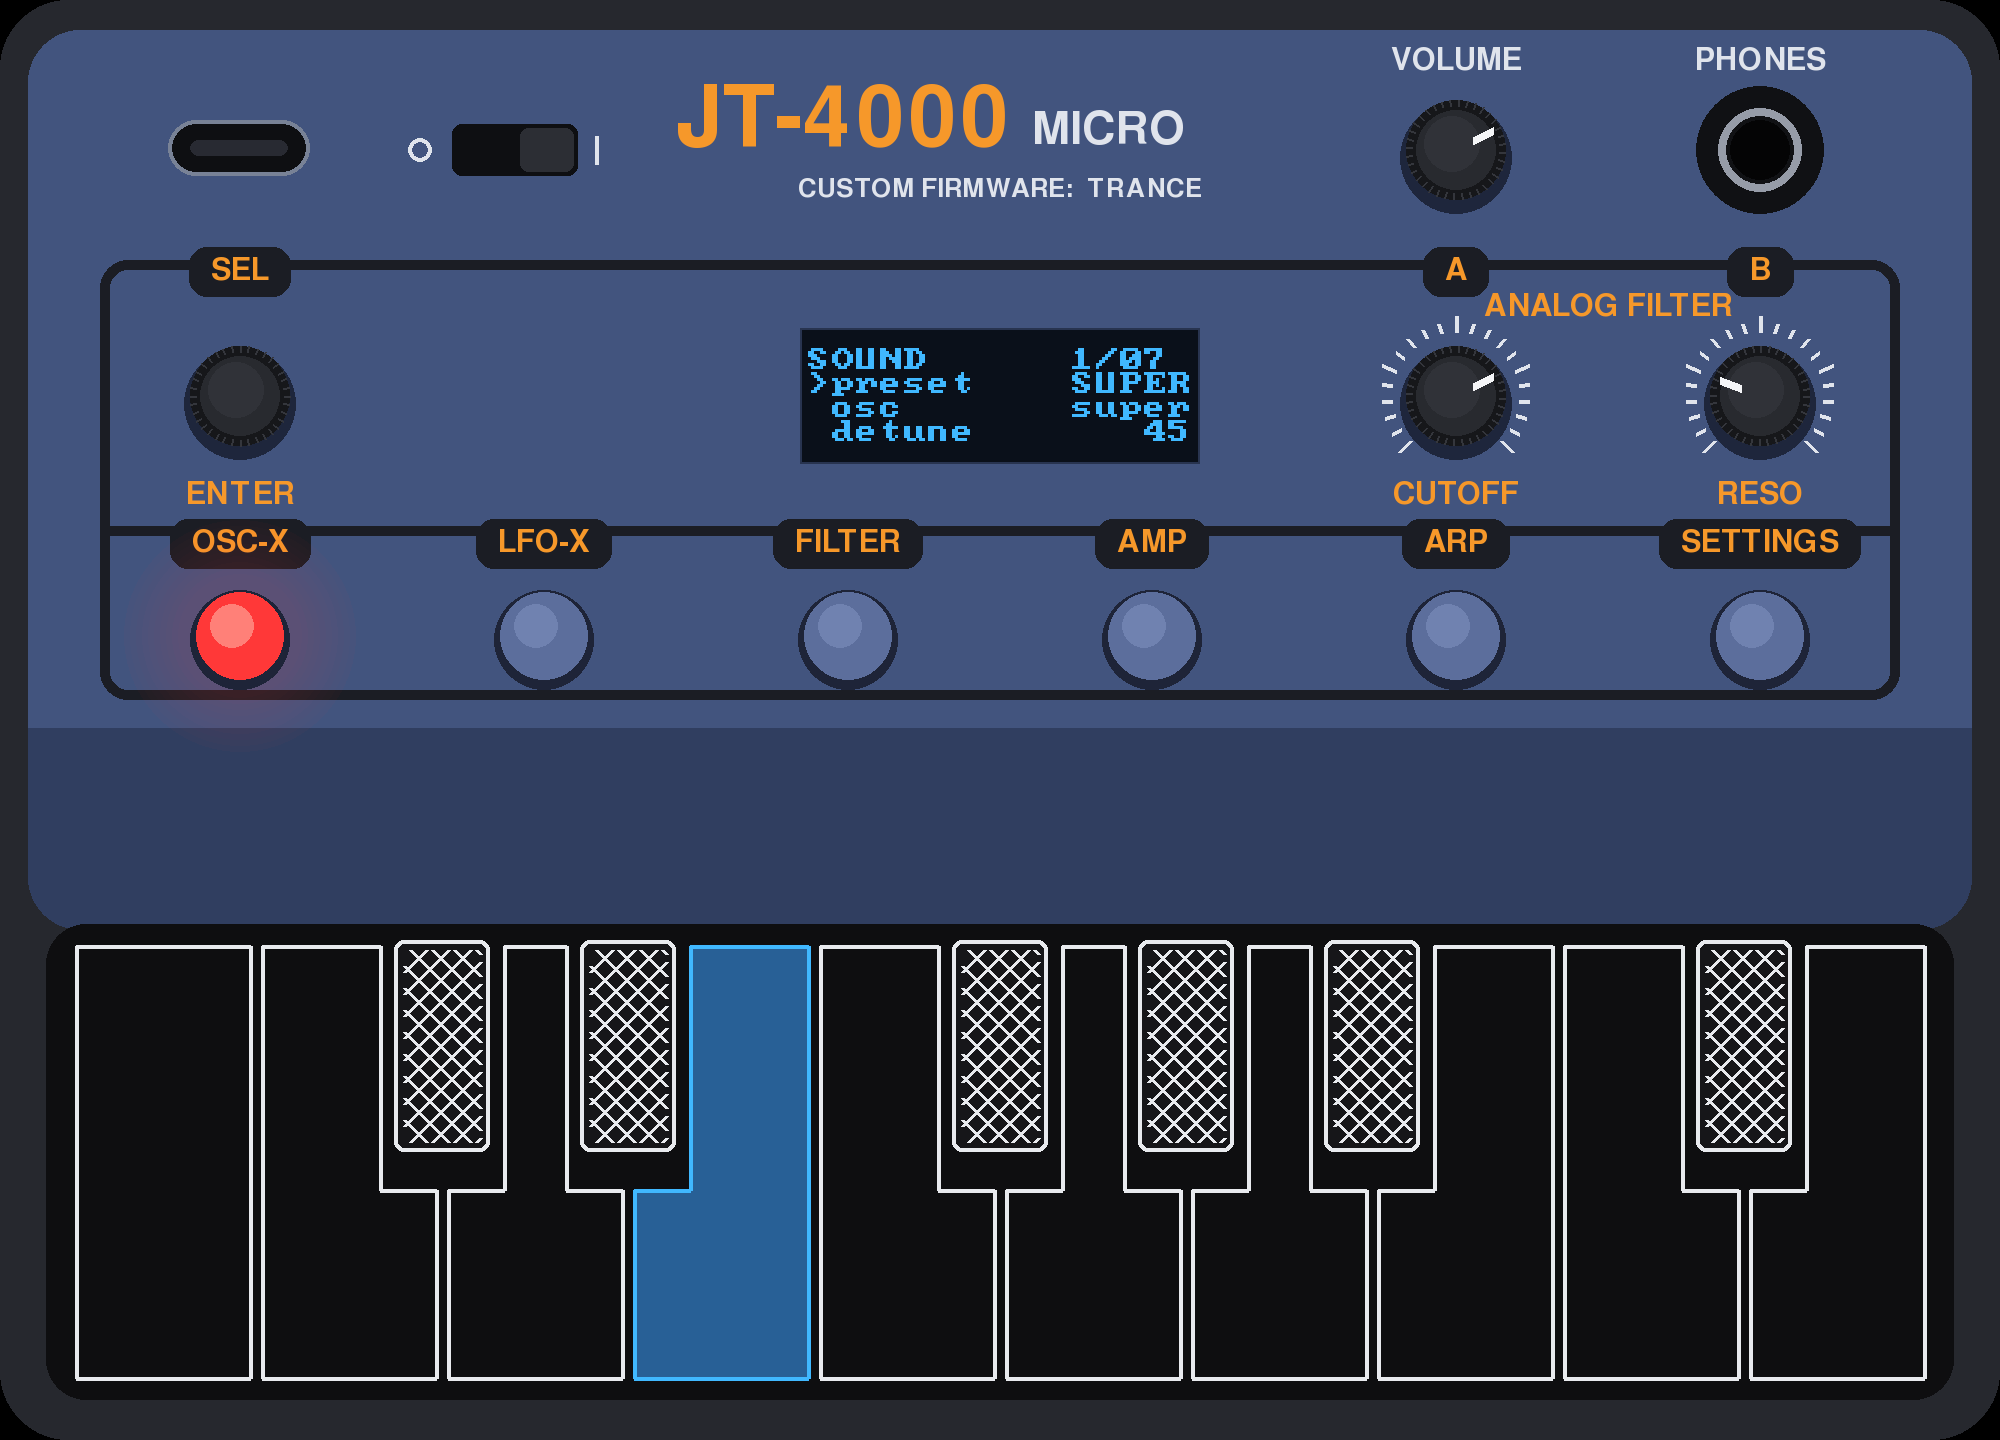 VOLUME
PHONES
JT-4000 MICRO
CUSTOM FIRMWARE: TRANCE
SEL
A
B
ANALOG FILTER
SOUND 1/07
>preset SUPER
osc super
detune 45
ENTER
CUTOFF
RESO
OSC-X
LFO-X
FILTER
AMP
ARP
SETTINGS